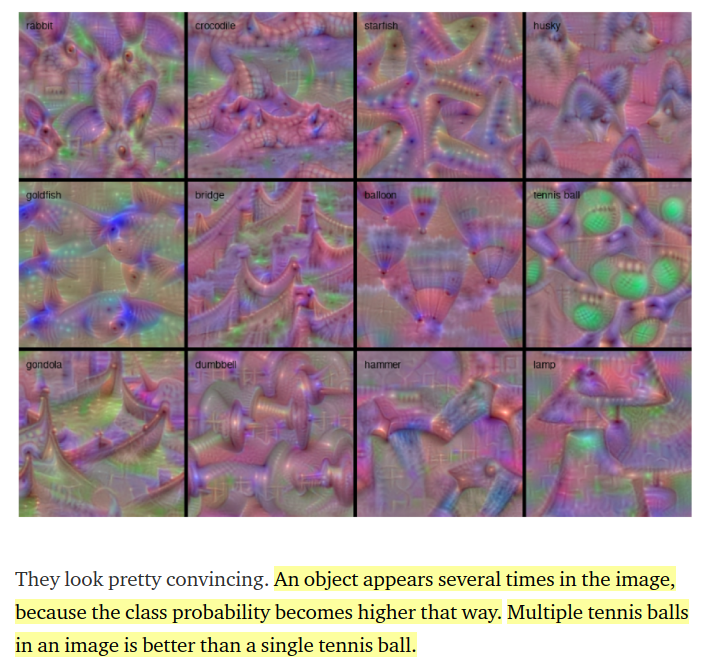 rabbit
crocodile
starfish
husky
goldfish
bridge
balloon
tennis ball
gondola
dumbbell
hammer
lamp
They look pretty convincing. An object appears several times in the image,
because the class probability becomes higher that way. Multiple tennis balls
in an image is better than a single tennis ball.